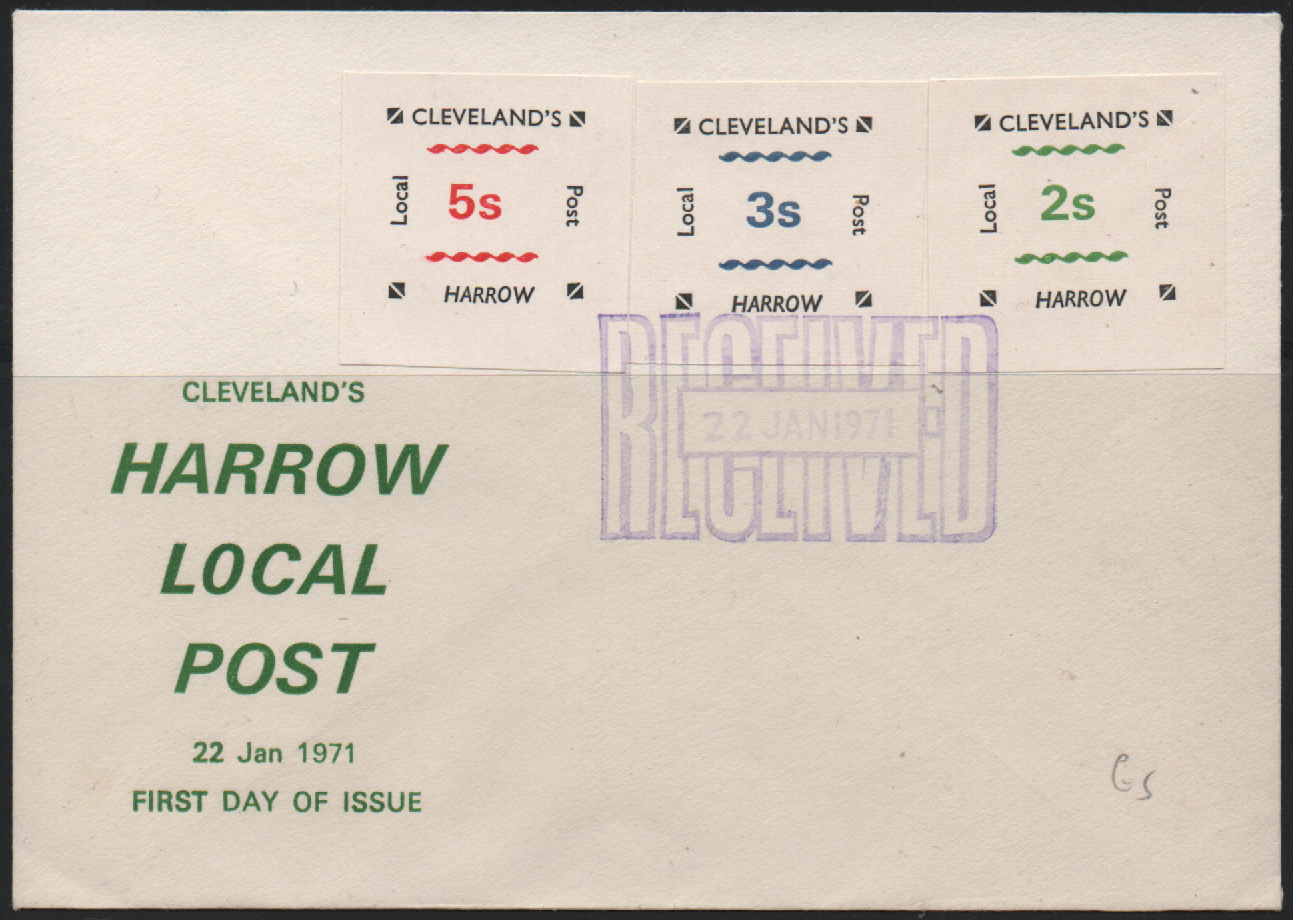 CLEVELAND'S
Local
5s
Post
HARROW
CLEVELAND'S
Local
3s
Post
HARROW
CLEVELAND'S
Local
2s
Post
HARROW
RECEIVED
22 JAN 1971
CLEVELAND'S
HARROW
LOCAL
POST
22 Jan 1971
FIRST DAY OF ISSUE